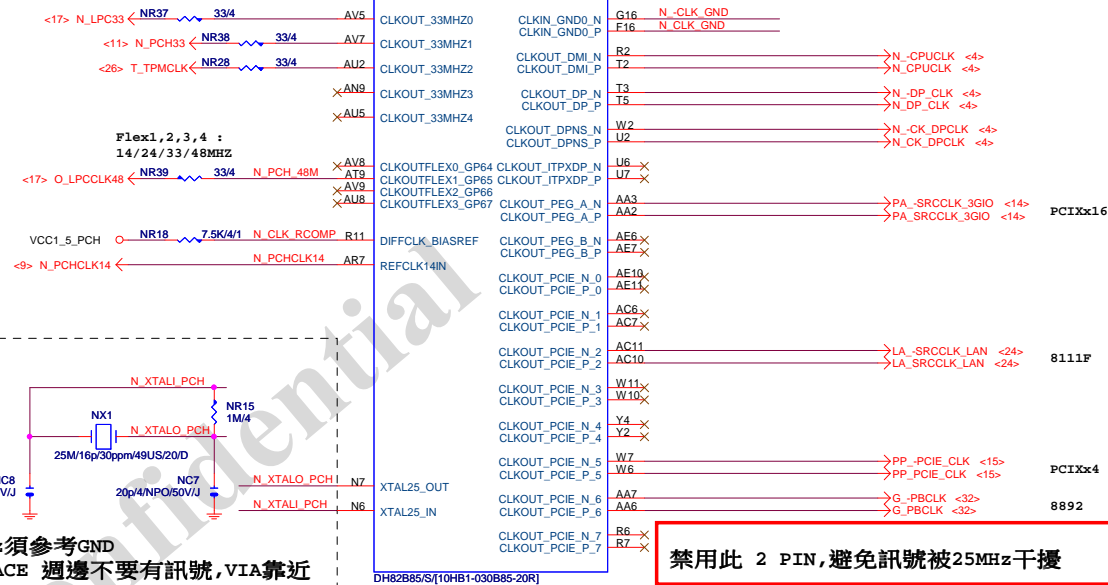 <17> N_LPC33 NR37 33/4 AV5 CLKOUT_33MHZ0
<11> N_PCH33 NR38 33/4 AV7 CLKOUT_33MHZ1
<26> T_TPMCLK NR28 33/4 AU2 CLKOUT_33MHZ2
AN9 CLKOUT_33MHZ3
AU5 CLKOUT_33MHZ4
Flex1,2,3,4 :
14/24/33/48MHZ
AV8 CLKOUTFLEX0_GP64
<17> O_LPCCLK48 NR39 33/4 N_PCH_48M AT9 CLKOUTFLEX1_GP65
AV9 CLKOUTFLEX2_GP66
AU8 CLKOUTFLEX3_GP67
VCC1_5_PCH NR18 7.5K/4/1 N_CLK_RCOMP R11 DIFFCLK_BIASREF
<9> N_PCHCLK14 N_PCHCLK14 AR7 REFCLK14IN
N_XTALI_PCH
NR15
1M/4
NX1
N_XTALO_PCH
25M/16p/30ppm/49US/20/D
C8
V/J
NC7
20p/4/NPO/50V/J
N_XTALO_PCH N7 XTAL25_OUT
N_XTALI_PCH N6 XTAL25_IN
須參考GND
ACE 週邊不要有訊號,VIA靠近
CLKIN_GND0_N G16 N_-CLK_GND
CLKIN_GND0_P F16 N_CLK_GND
CLKOUT_DMI_N R2 N_-CPUCLK <4>
CLKOUT_DMI_P T2 N_CPUCLK <4>
CLKOUT_DP_N T3 N_-DP_CLK <4>
CLKOUT_DP_P T5 N_DP_CLK <4>
CLKOUT_DPNS_N W2 N_-CK_DPCLK <4>
CLKOUT_DPNS_P U2 N_CK_DPCLK <4>
CLKOUT_ITPXDP_N U6
CLKOUT_ITPXDP_P U7
CLKOUT_PEG_A_N AA3 PA_-SRCCLK_3GIO <14>
CLKOUT_PEG_A_P AA2 PA_SRCCLK_3GIO <14>
PCIXx16
CLKOUT_PEG_B_N AE6
CLKOUT_PEG_B_P AE7
CLKOUT_PCIE_N_0 AE10
CLKOUT_PCIE_P_0 AE11
CLKOUT_PCIE_N_1 AC6
CLKOUT_PCIE_P_1 AC7
CLKOUT_PCIE_N_2 AC11 LA_-SRCCLK_LAN <24>
CLKOUT_PCIE_P_2 AC10 LA_SRCCLK_LAN <24>
8111F
CLKOUT_PCIE_N_3 W11
CLKOUT_PCIE_P_3 W10
CLKOUT_PCIE_N_4 Y4
CLKOUT_PCIE_P_4 Y2
CLKOUT_PCIE_N_5 W7 PP_-PCIE_CLK <15>
CLKOUT_PCIE_P_5 W6 PP_PCIE_CLK <15>
PCIXx4
CLKOUT_PCIE_N_6 AA7 G_-PBCLK <32>
CLKOUT_PCIE_P_6 AA6 G_PBCLK <32>
8892
CLKOUT_PCIE_N_7 R6
CLKOUT_PCIE_P_7 R7
禁用此 2 PIN,避免訊號被25MHz干擾
DH82B85/S/[10HB1-030B85-20R]
onfidential